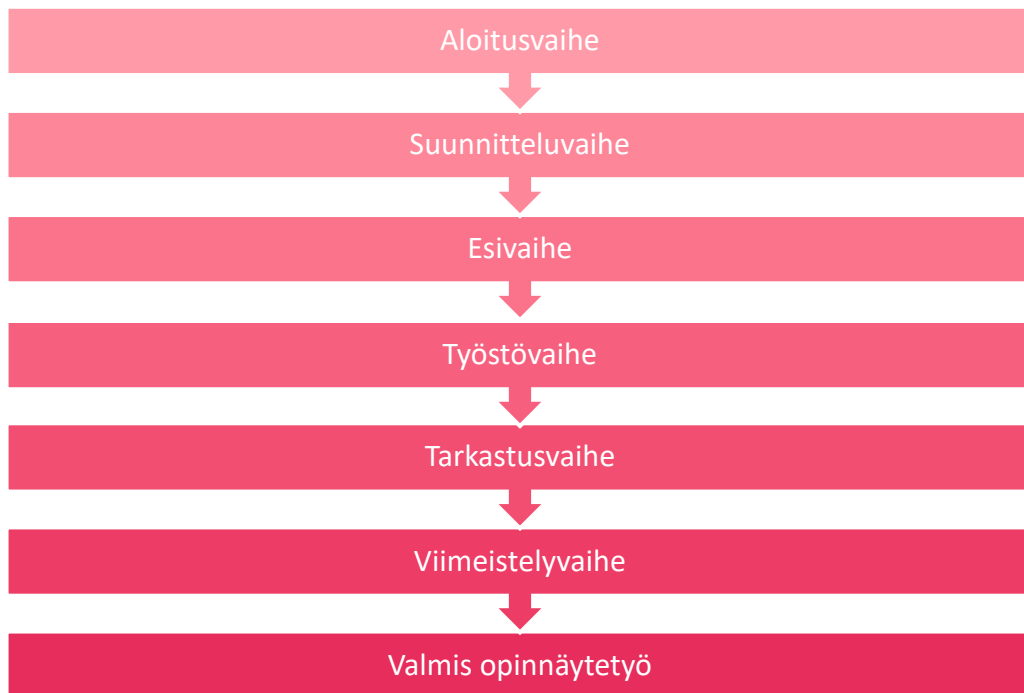 Aloitusvaihe
Suunnitteluvaihe
Esivaihe
Työstövaihe
Tarkastusvaihe
Viimeistelyvaihe
Valmis opinnäytetyö